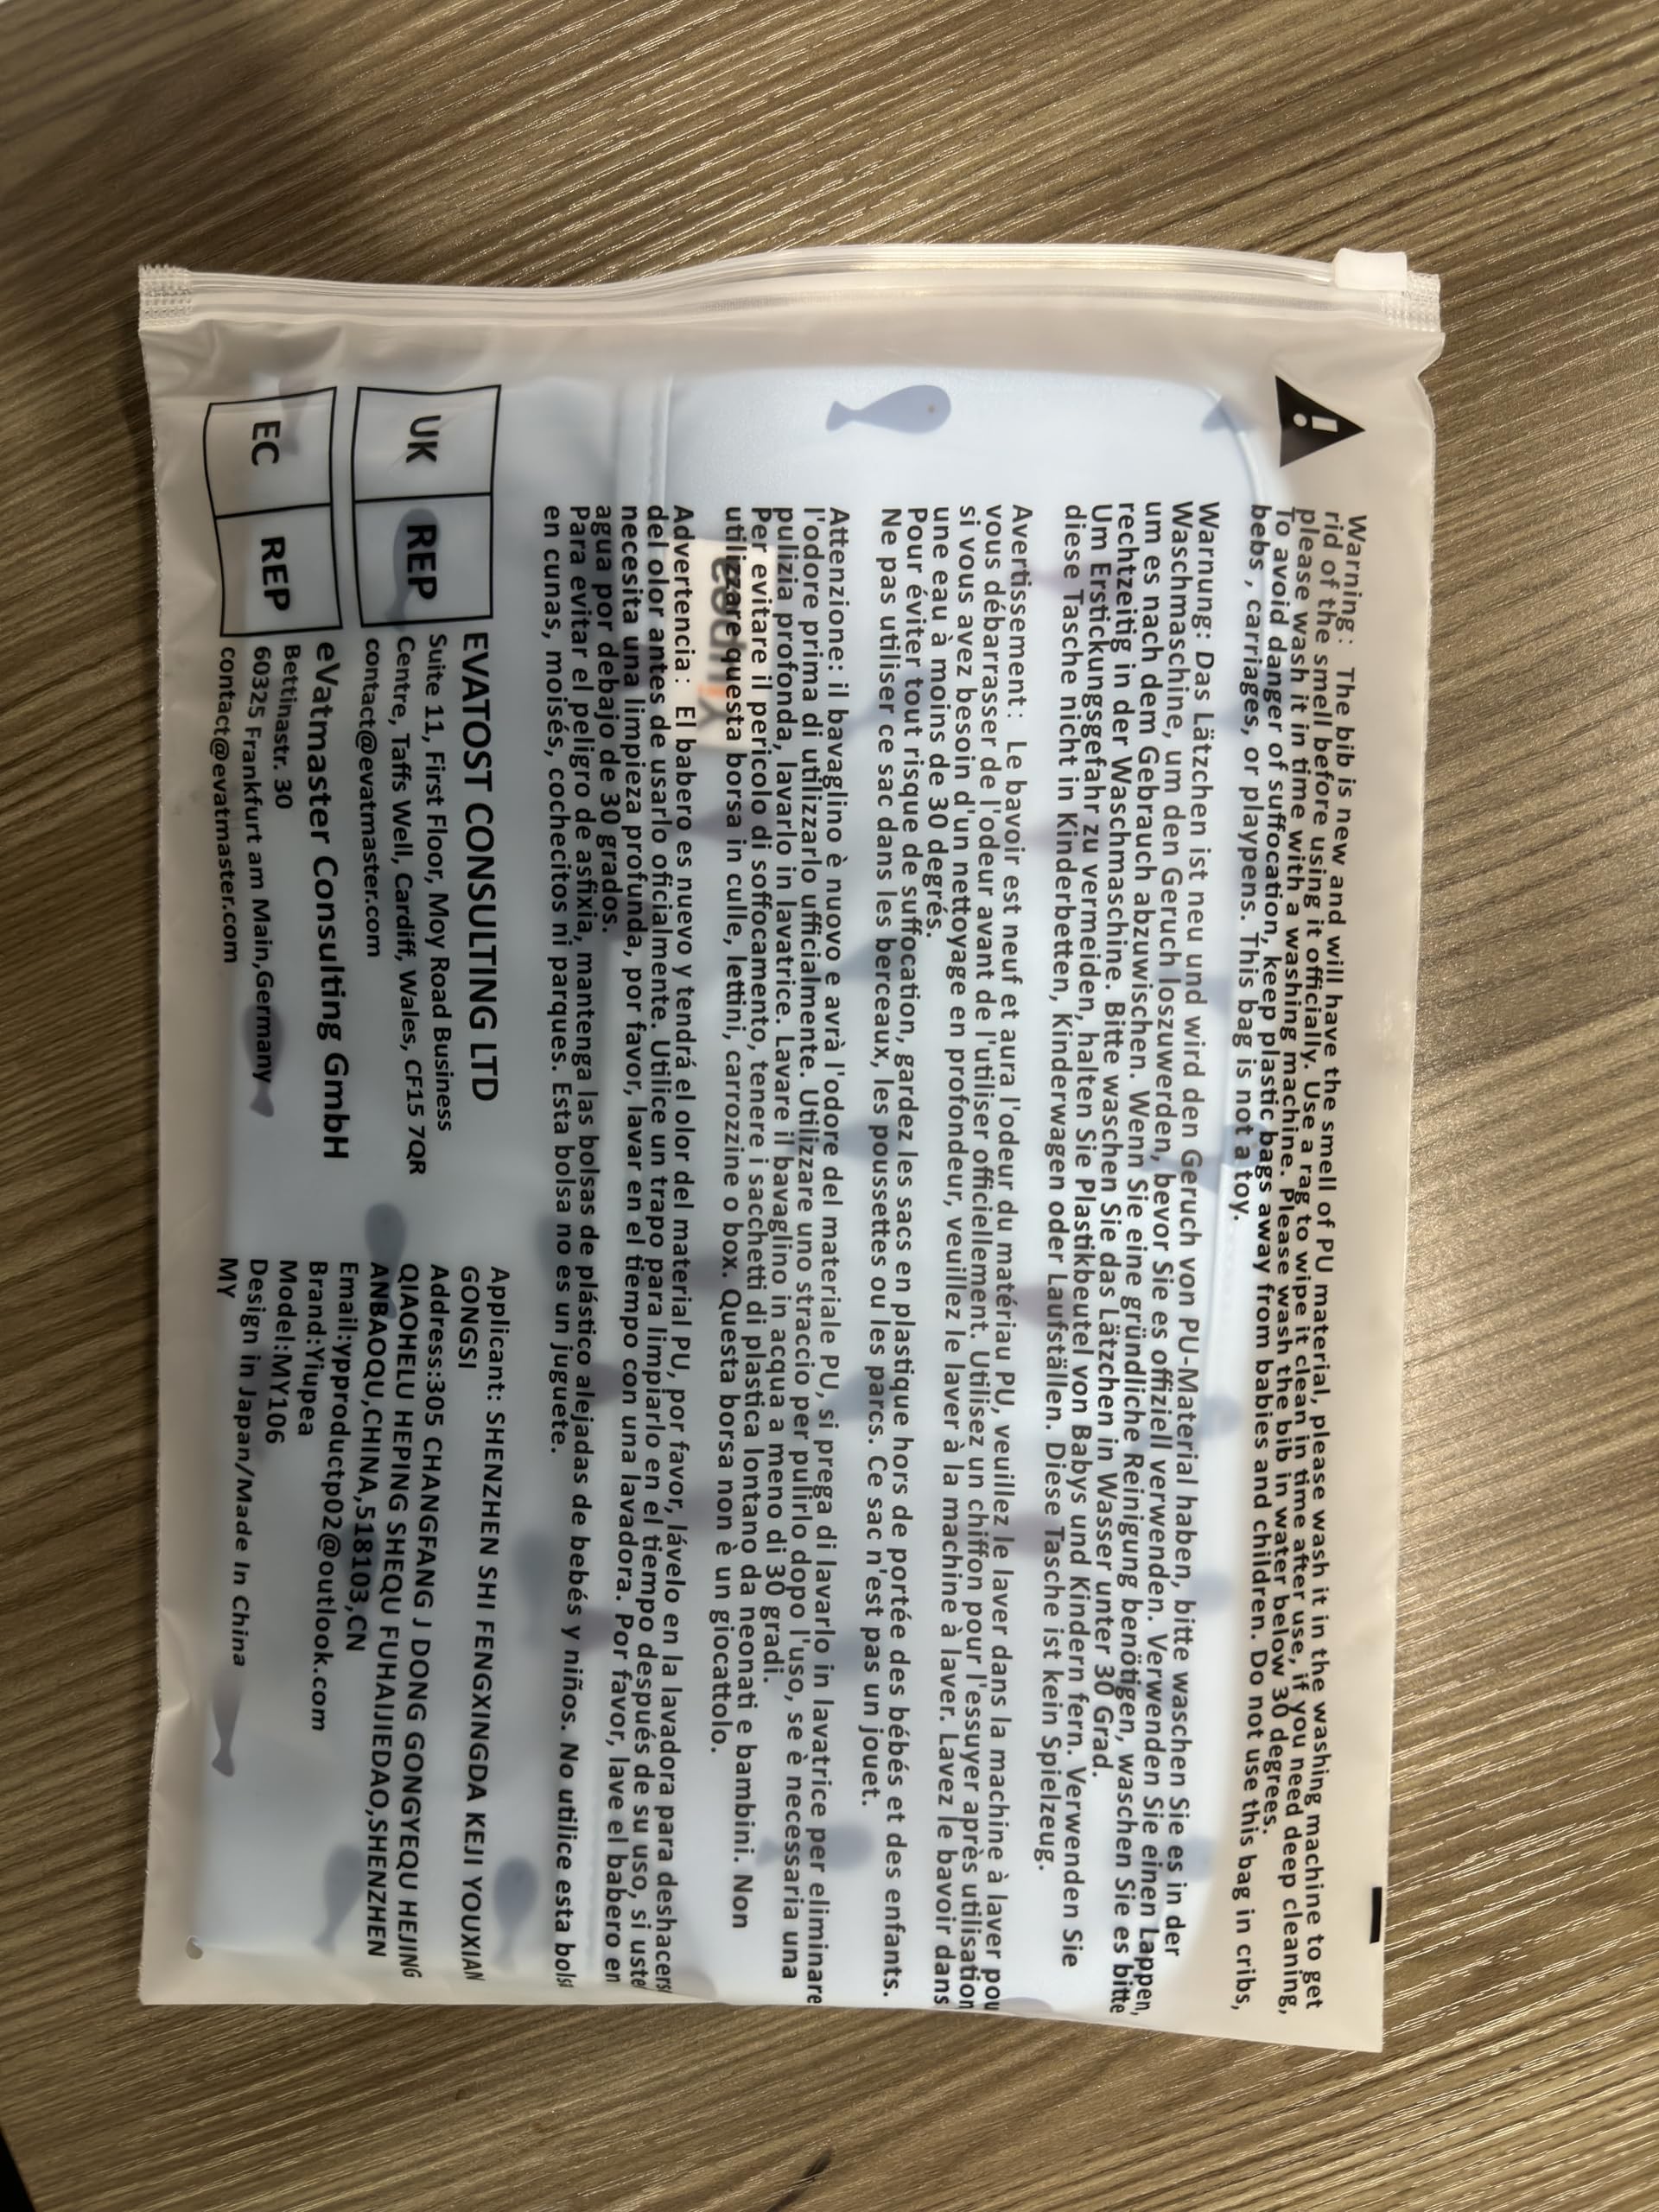 Warning : The bib is new and will have the smell of PU material, please wash it in the washing machine to get
rid of the smell before using it officially. Use a rag to wipe it clean in time after use, if you need deep cleaning,
please wash it in time with a washing machine. Please wash the bib in water below 30 degrees.
To avoid danger of suffocation, keep plastic bags away from babies and children. Do not use this bag in cribs,
bebs , carriages, or playpens. This bag is not a toy.
Warnung: Das Lätzchen ist neu und wird den Geruch von PU-Material haben, bitte waschen Sie es in der
Waschmaschine, um den Geruch loszuwerden, bevor Sie es offiziell verwenden. Verwenden Sie einen Lappen,
um es nach dem Gebrauch abzuwischen. Wenn Sie eine gründliche Reinigung benötigen, waschen Sie es bitte
rechtzeitig in der Waschmaschine. Bitte waschen Sie das Lätzchen in Wasser unter 30 Grad.
Um Erstickungsgefahr zu vermeiden, halten Sie Plastikbeutel von Babys und Kindern fern. Verwenden Sie
diese Tasche nicht in Kinderbetten, Kinderwagen oder Laufställen. Diese Tasche ist kein Spielzeug.
Avertissement : Le bavoir est neuf et aura l'odeur du matériau PU, veuillez le laver dans la machine à laver pou
vous débarrasser de l'odeur avant de l'utiliser officiellement. Utilisez un chiffon pour l'essuyer après utilisation
si vous avez besoin d'un nettoyage en profondeur, veuillez le laver à la machine à laver. Lavez le bavoir dans
une eau à moins de 30 degrés.
Pour éviter tout risque de suffocation, gardez les sacs en plastique hors de portée des bébés et des enfants.
Ne pas utiliser ce sac dans les berceaux, les poussettes ou les parcs. Ce sac n'est pas un jouet.
Attenzione: il bavaglino è nuovo e avrà l'odore del materiale PU, si prega di lavarlo in lavatrice per eliminare
l'odore prima di utilizzarlo ufficialmente. Utilizzare uno straccio per pulirlo dopo l'uso, se è necessaria una
pulizia profonda, lavarlo in lavatrice. Lavare il bavaglino in acqua a meno di 30 gradi.
Per evitare il pericolo di soffocamento, tenere i sacchetti di plastica lontano da neonati e bambini. Non
utilizzare questa borsa in culle, lettini, carrozzine o box. Questa borsa non è un giocattolo.
Advertencia : El babero es nuevo y tendrá el olor del material PU, por favor, lávelo en la lavadora para deshacers
del olor antes de usarlo oficialmente. Utilice un trapo para limpiarlo en el tiempo después de su uso, si uste
necesita una limpieza profunda, por favor, lavar en el tiempo con una lavadora. Por favor, lave el babero en
agua por debajo de 30 grados.
Para evitar el peligro de asfixia, mantenga las bolsas de plástico alejadas de bebés y niños. No utilice esta bolsa
en cunas, moisés, cochecitos ni parques. Esta bolsa no es un juguete.
UK REP
EVATOST CONSULTING LTD
Suite 11, First Floor, Moy Road Business
Centre, Taffs Well, Cardiff, Wales, CF15 7QR
contact@evatmaster.com
EC REP
eVatmaster Consulting GmbH
Bettinastr. 30
60325 Frankfurt am Main,Germany
contact@evatmaster.com
Applicant: SHENZHEN SHI FENGXINGDA KEJI YOUXIAN
GONGSI
Address:305 CHANGFANG J DONG GONGYEQU HEJING
QIAOHELU HEPING SHEQU FUHAIJIEDAO,SHENZHEN
ANBAOQU,CHINA,518103,CN
Email:ypproductp02@outlook.com
Brand:Yiupea
Model:MY106
Design in Japan/Made In China
MY